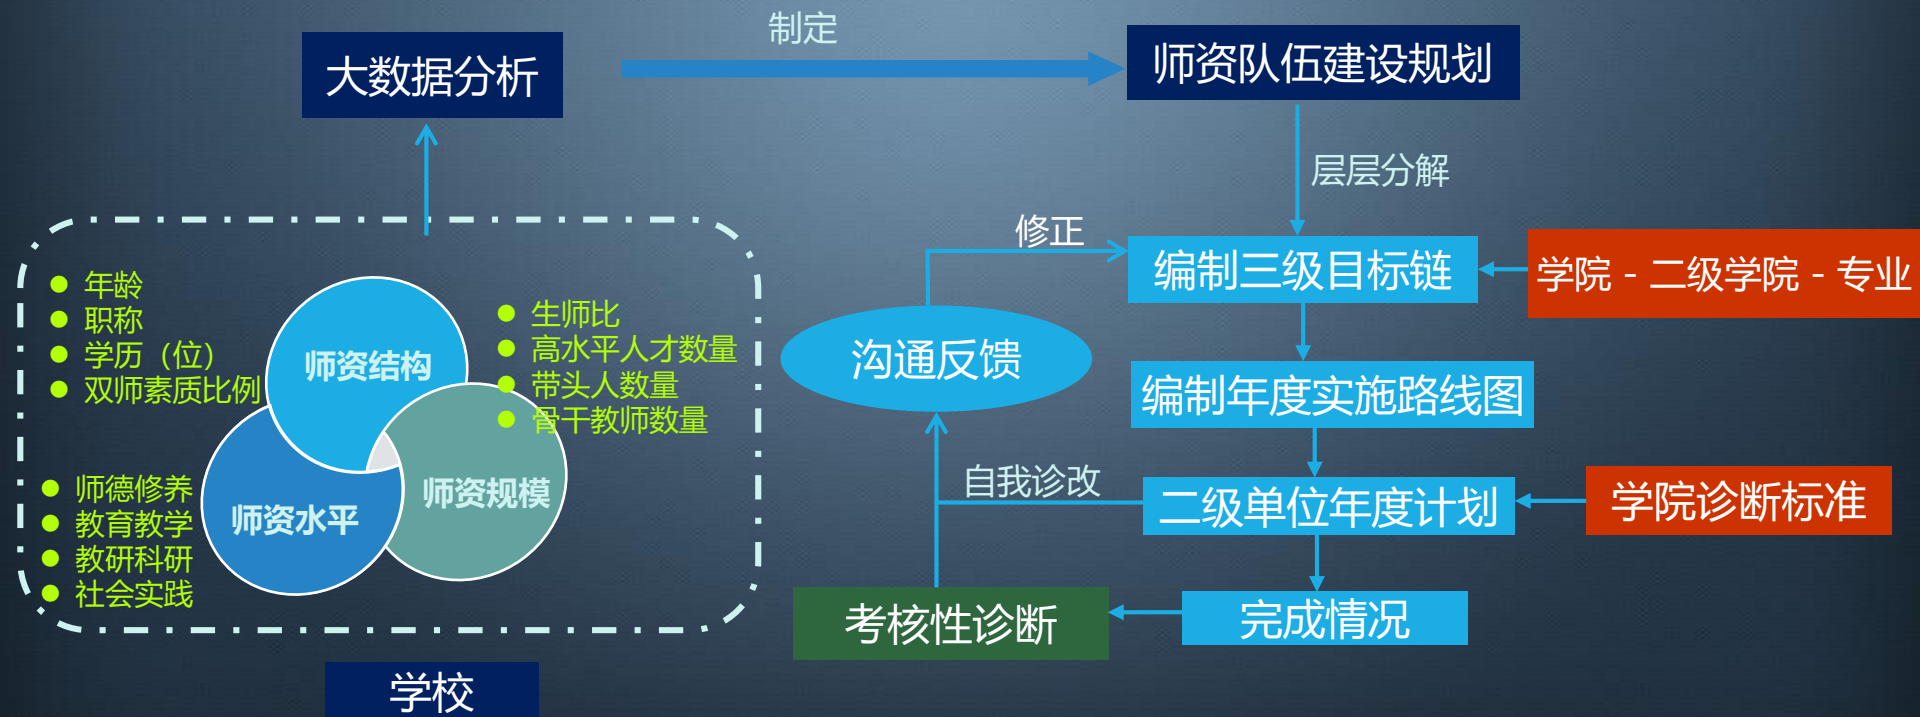 制定
大数据分析
师资队伍建设规划
层层分解
修正
编制三级目标链
学院 - 二级学院 - 专业
年龄
职称
学历（位）
双师素质比例
师资结构
生师比
高水平人才数量
带头人数量
骨干教师数量
沟通反馈
编制年度实施路线图
师德修养
教育教学
教研科研
社会实践
师资水平
师资规模
自我诊改
二级单位年度计划
学院诊断标准
考核性诊断
完成情况
学校